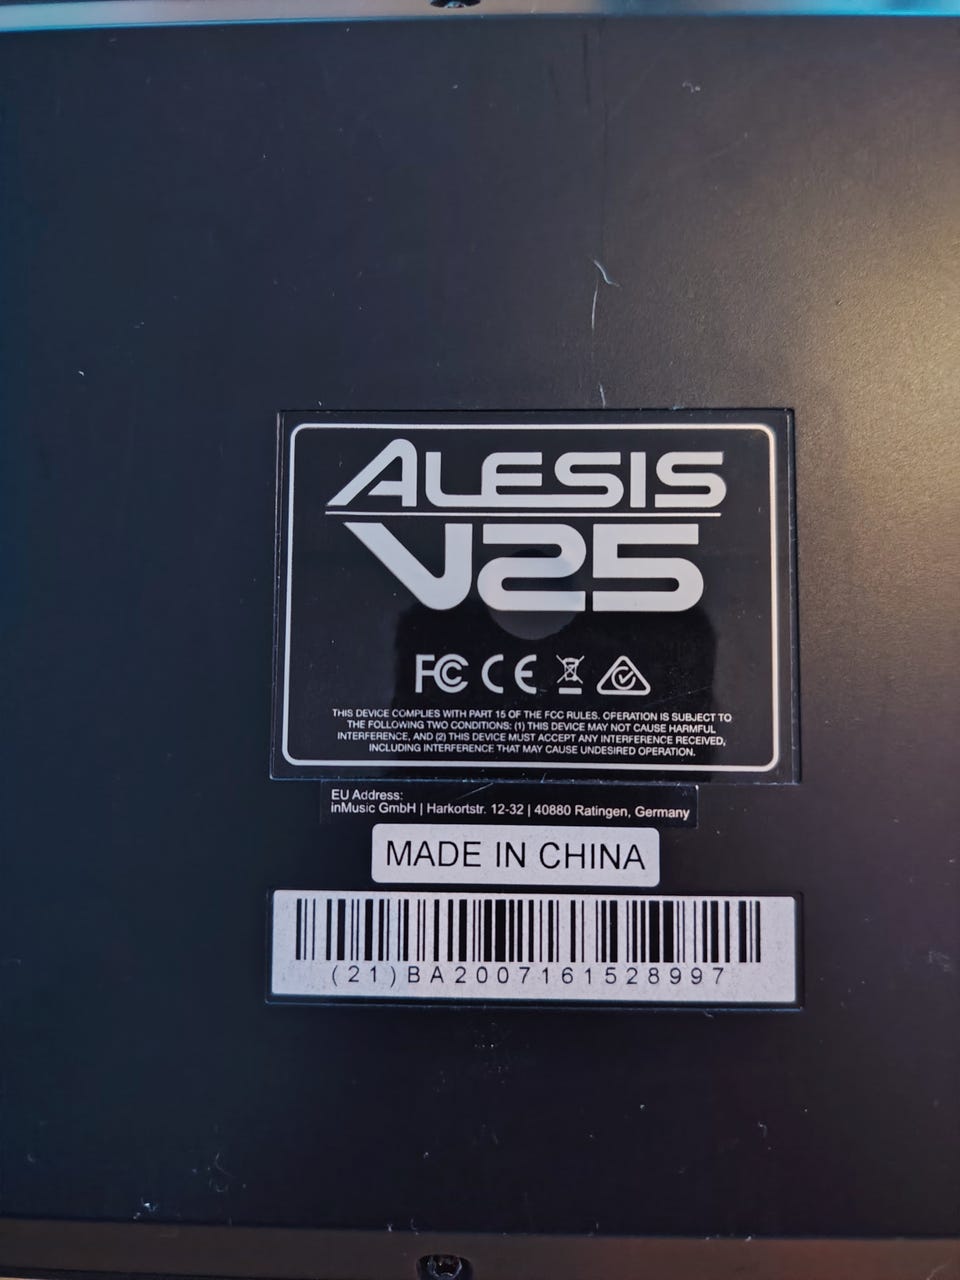 ALESIS
V25
FC CE
THIS DEVICE COMPLIES WITH PART 15 OF THE FCC RULES. OPERATION IS SUBJECT TO
THE FOLLOWING TWO CONDITIONS: (1) THIS DEVICE MAY NOT CAUSE HARMFUL
INTERFERENCE, AND (2) THIS DEVICE MUST ACCEPT ANY INTERFERENCE RECEIVED,
INCLUDING INTERFERENCE THAT MAY CAUSE UNDESIRED OPERATION.
EU Address:
inMusic GmbH | Harkortstr. 12-32 | 40880 Ratingen, Germany
MADE IN CHINA
(21)BA2007161528997